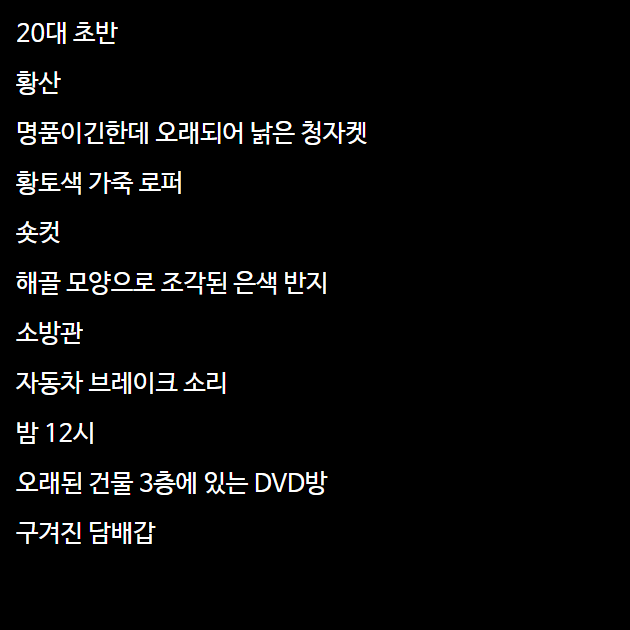 20대 초반
황산
명품이긴한데 오래되어 낡은 청자켓
황토색 가죽 로퍼
숏컷
해골 모양으로 조각된 은색 반지
소방관
자동차 브레이크 소리
밤 12시
오래된 건물 3층에 있는 DVD방
구겨진 담배갑